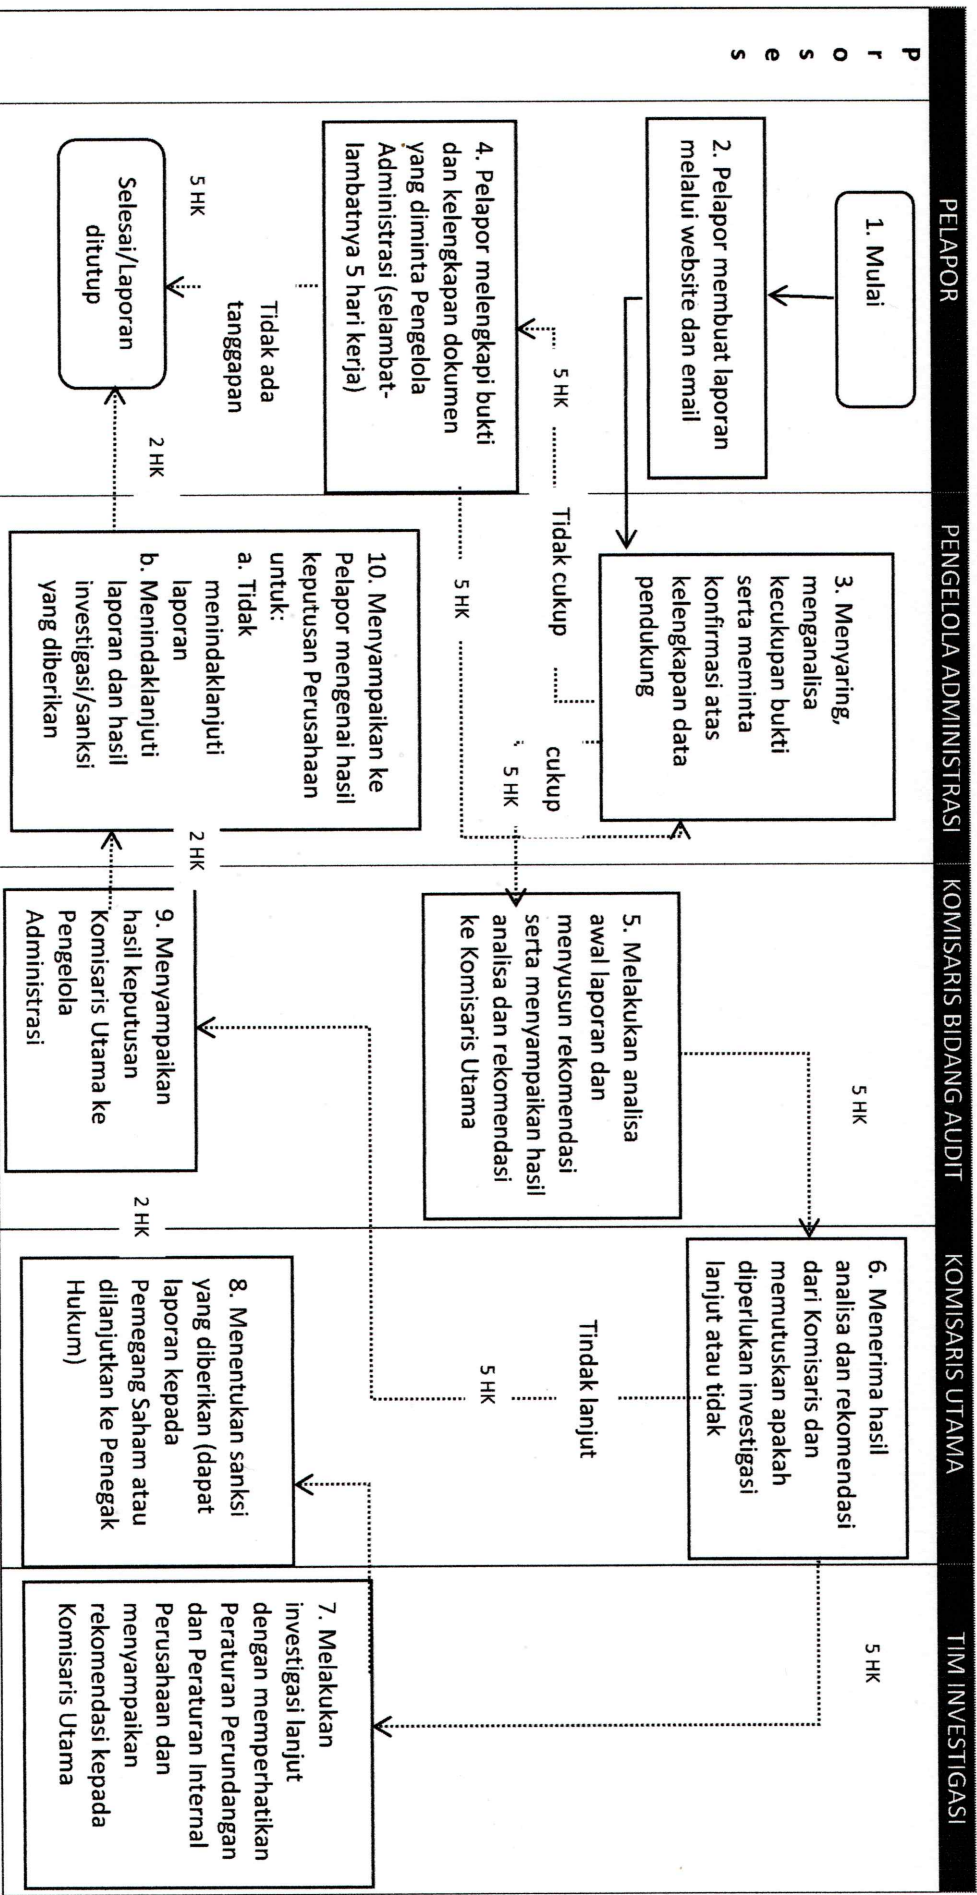 PELAPOR
PENGELOLA ADMINISTRASI
KOMISARIS BIDANG AUDIT
KOMISARIS UTAMA
TIM INVESTIGASI
P
r
o
s
e
s
1. Mulai
2. Pelapor membuat laporan
melalui website dan email
3. Menyaring,
menganalisa
kecukupan bukti
serta meminta
konfirmasi atas
kelengkapan data
pendukung
5 HK
Tidak cukup
cukup
5 HK
4. Pelapor melengkapi bukti
dan kelengkapan dokumen
yang diminta Pengelola
Administrasi (selambat-
lambatnya 5 hari kerja)
5 HK
5 HK
Tidak ada
tanggapan
Selesai/Laporan
ditutup
5. Melakukan analisa
awal laporan dan
menyusun rekomendasi
serta menyampaikan hasil
analisa dan rekomendasi
ke Komisaris Utama
5 HK
6. Menerima hasil
analisa dan rekomendasi
dari Komisaris dan
memutuskan apakah
diperlukan investigasi
lanjut atau tidak
5 HK
Tindak lanjut
5 HK
7. Melakukan
investigasi lanjut
dengan memperhatikan
Peraturan Perundangan
dan Peraturan Internal
Perusahaan dan
menyampaikan
rekomendasi kepada
Komisaris Utama
8. Menentukan sanksi
yang diberikan (dapat
laporan kepada
Pemegang Saham atau
dilanjutkan ke Penegak
Hukum)
2 HK
9. Menyampaikan
hasil keputusan
Komisaris Utama ke
Pengelola
Administrasi
2 HK
10. Menyampaikan ke
Pelapor mengenai hasil
keputusan Perusahaan
untuk:
a. Tidak
menindaklanjuti
laporan
b. Menindaklanjuti
laporan dan hasil
investigasi/sanksi
yang diberikan
2 HK